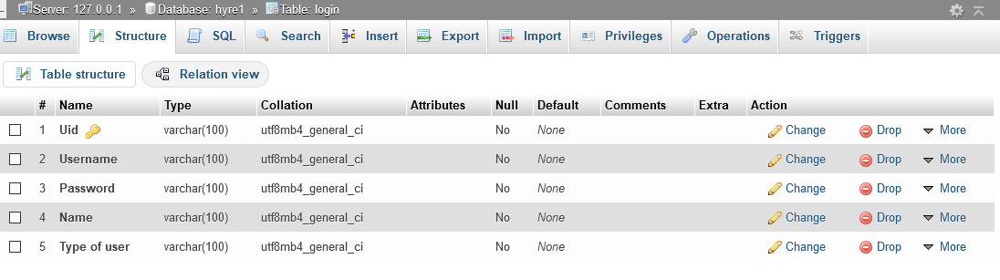 Server: 127.0.0.1 » Database: hyre1 » Table: login
Browse Structure SQL Search Insert Export Import Privileges Operations Triggers
Table structure Relation view
# Name Type Collation Attributes Null Default Comments Extra Action
1 Uid varchar(100) utf8mb4_general_ci No None Change Drop More
2 Username varchar(100) utf8mb4_general_ci No None Change Drop More
3 Password varchar(100) utf8mb4_general_ci No None Change Drop More
4 Name varchar(100) utf8mb4_general_ci No None Change Drop More
5 Type of user varchar(100) utf8mb4_general_ci No None Change Drop More